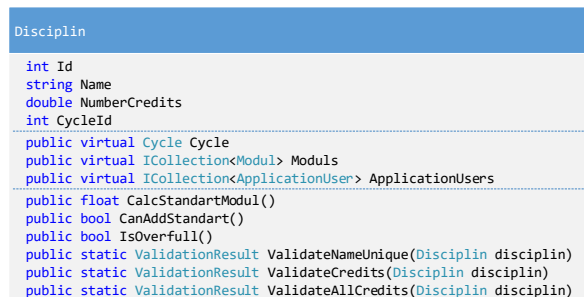 Disciplin
int Id
string Name
double NumberCredits
int CycleId
public virtual Cycle Cycle
public virtual ICollection<Modul> Moduls
public virtual ICollection<ApplicationUser> ApplicationUsers
public float CalcStandartModul()
public bool CanAddStandart()
public bool IsOverfull()
public static ValidationResult ValidateNameUnique(Disciplin disciplin)
public static ValidationResult ValidateCredits(Disciplin disciplin)
public static ValidationResult ValidateAllCredits(Disciplin disciplin)